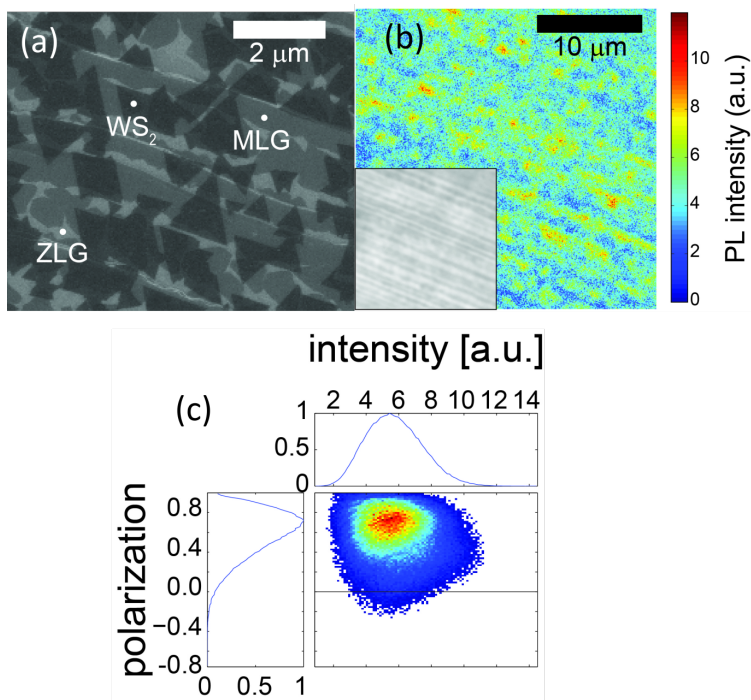 (a)
2 μm
WS2
MLG
ZLG
(b)
10 μm
10
8
6
4
2
0
PL intensity (a.u.)
intensity [a.u.]
(c)
2 4 6 8 10 12 14
1
0.5
0
polarization
0.8
0.4
0.0
−0.4
-0.8
0 0.5 1